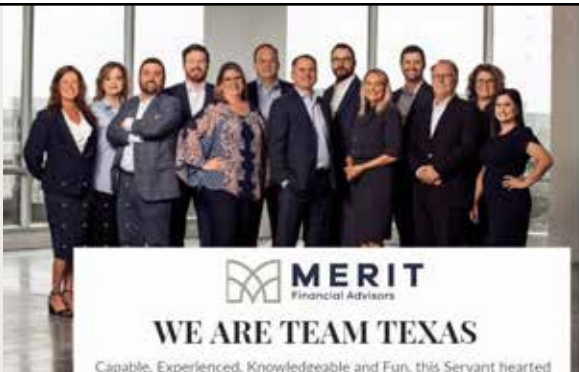 MERIT
Financial Advisors
WE ARE TEAM TEXAS
Capable, Experienced, Knowledgeable and Fun, this Servant hearted